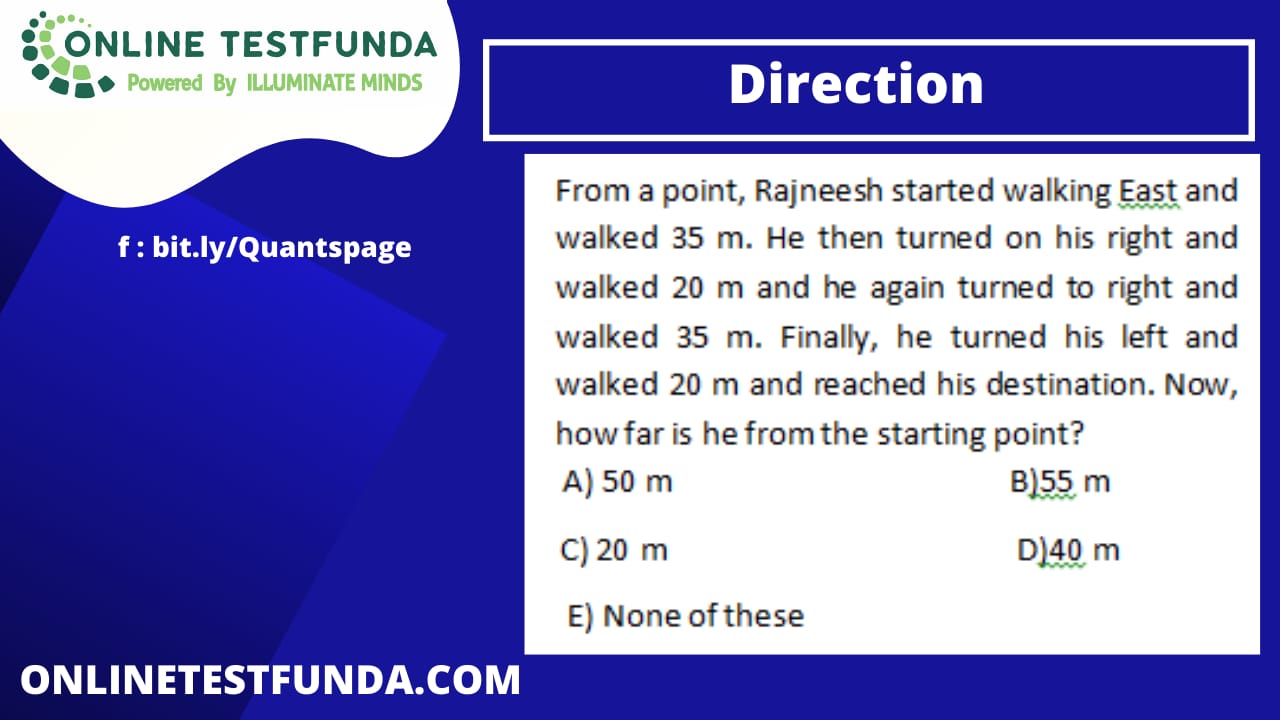 ONLINE TESTFUNDA
Powered By ILLUMINATE MINDS
Direction
f : bit.ly/Quantspage
From a point, Rajneesh started walking East and
walked 35 m. He then turned on his right and
walked 20 m and he again turned to right and
walked 35 m. Finally, he turned his left and
walked 20 m and reached his destination. Now,
how far is he from the starting point?
A) 50 m B)55 m
C) 20 m D)40 m
E) None of these
ONLINETESTFUNDA.COM